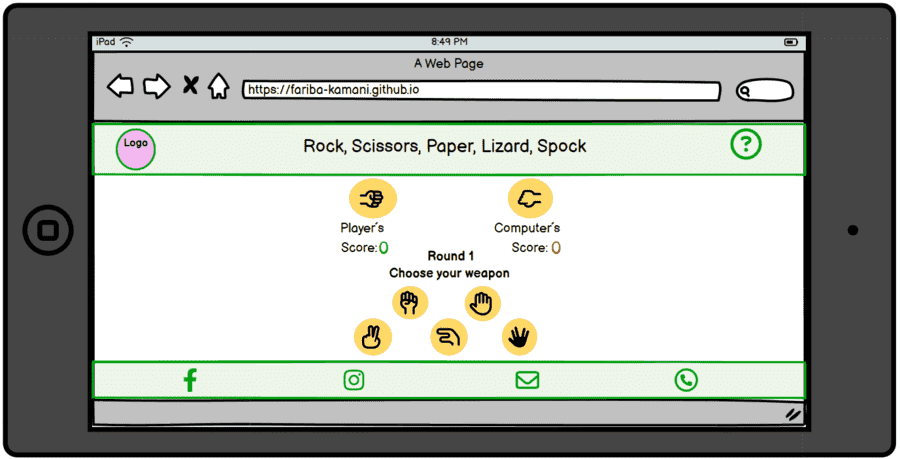 iPad 8:49 PM
A Web Page
https://fariba-kamani.github.io
Logo Rock, Scissors, Paper, Lizard, Spock ?
Player's Computer's
Score: 0 Score: 0
Round 1
Choose your weapon